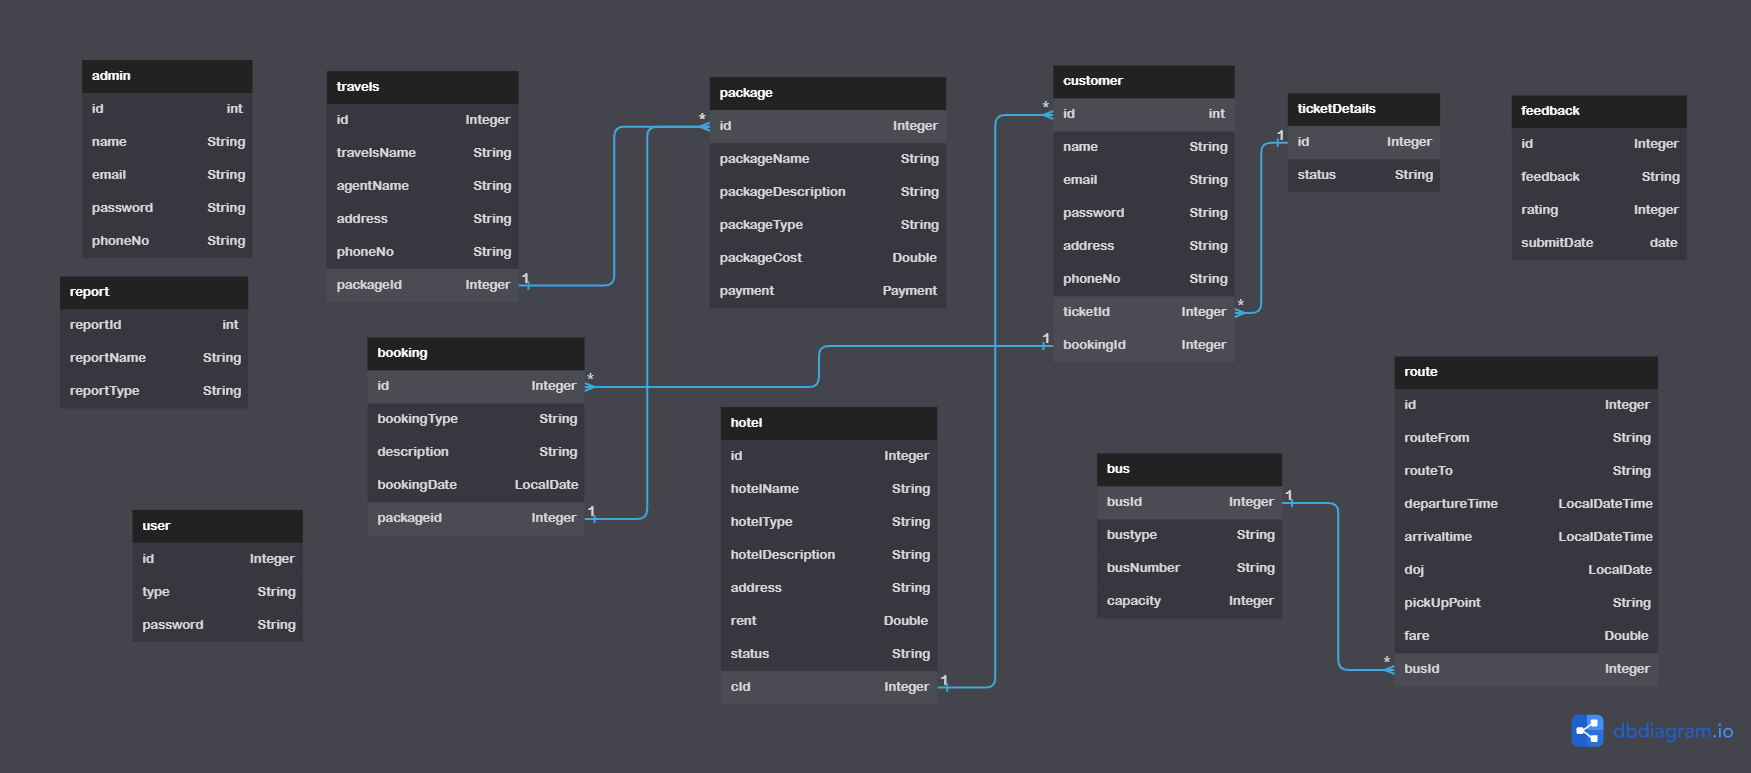 admin
id int
name String
email String
password String
phoneNo String
travels
id Integer
travelsName String
agentName String
address String
phoneNo String
packageId Integer 1
package
* id Integer
packageName String
packageDescription String
packageType String
packageCost Double
payment Payment
customer
* id int
name String
email String
password String
address String
phoneNo String
ticketId Integer *
1 bookingId Integer
ticketDetails
1 id Integer
status String
feedback
id Integer
feedback String
rating Integer
submitDate date
report
reportId int
reportName String
reportType String
booking
id Integer *
bookingType String
description String
bookingDate LocalDate
packageid Integer 1
hotel
id Integer
hotelName String
hotelType String
hotelDescription String
address String
rent Double
status String
cId Integer 1
bus
busId Integer 1
bustype String
busNumber String
capacity Integer
route
id Integer
routeFrom String
routeTo String
departureTime LocalDateTime
arrivaltime LocalDateTime
doj LocalDate
pickUpPoint String
fare Double
* busId Integer
user
id Integer
type String
password String
dbdiagram.io